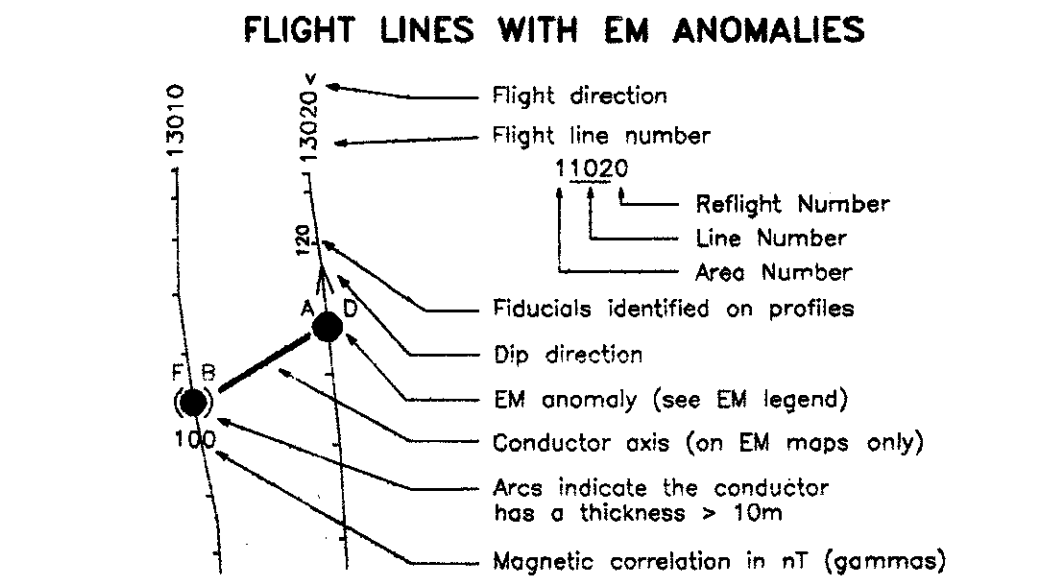 FLIGHT LINES WITH EM ANOMALIES
13010
13020 <
Flight direction
Flight line number
11020
Reflight Number
Line Number
Area Number
120
Fiducials identified on profiles
A D
Dip direction
F B
EM anomaly (see EM legend)
100
Conductor axis (on EM maps only)
Arcs indicate the conductor
has a thickness > 10m
Magnetic correlation in nT (gammas)